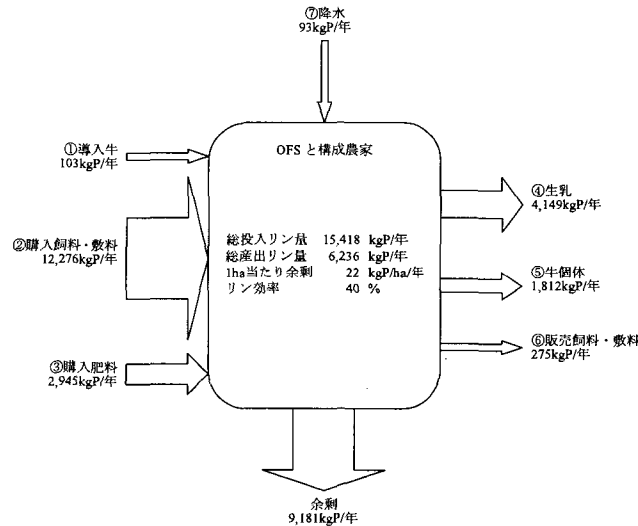 ⑦降水
93kgP/年
OFS と構成農家
①導入牛
103kgP/年
④生乳
4,149kgP/年
②購入飼料・敷料
12,276kgP/年
総投入リン量 15,418 kgP/年
総産出リン量 6,236 kgP/年
1ha当たり余剰 22 kgP/ha/年
リン効率 40 %
⑤牛個体
1,812kgP/年
⑥販売飼料・敷料
275kgP/年
③購入肥料
2,945kgP/年
余剰
9,181kgP/年